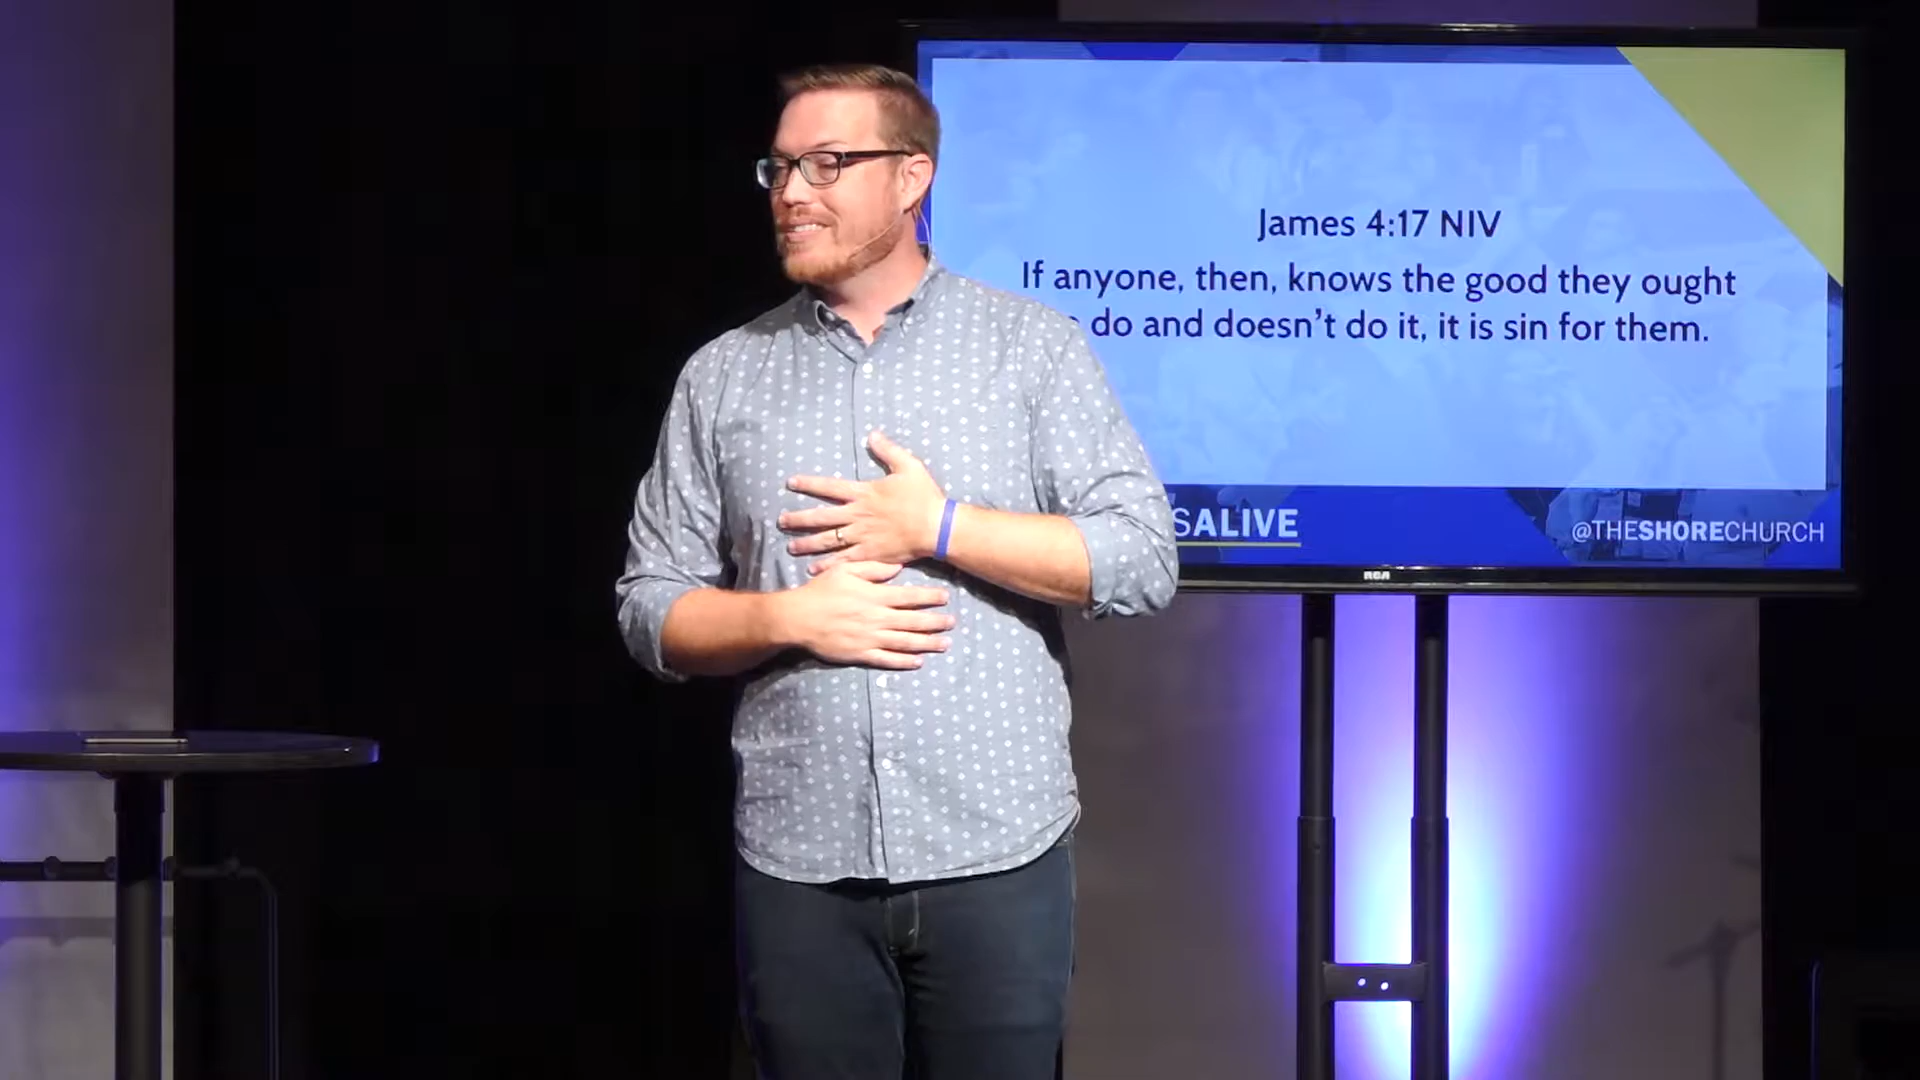 James 4:17 NIV
If anyone, then, knows the good they ought
do and doesn't do it, it is sin for them.
SALIVE
@THESHORECHURCH
RCA